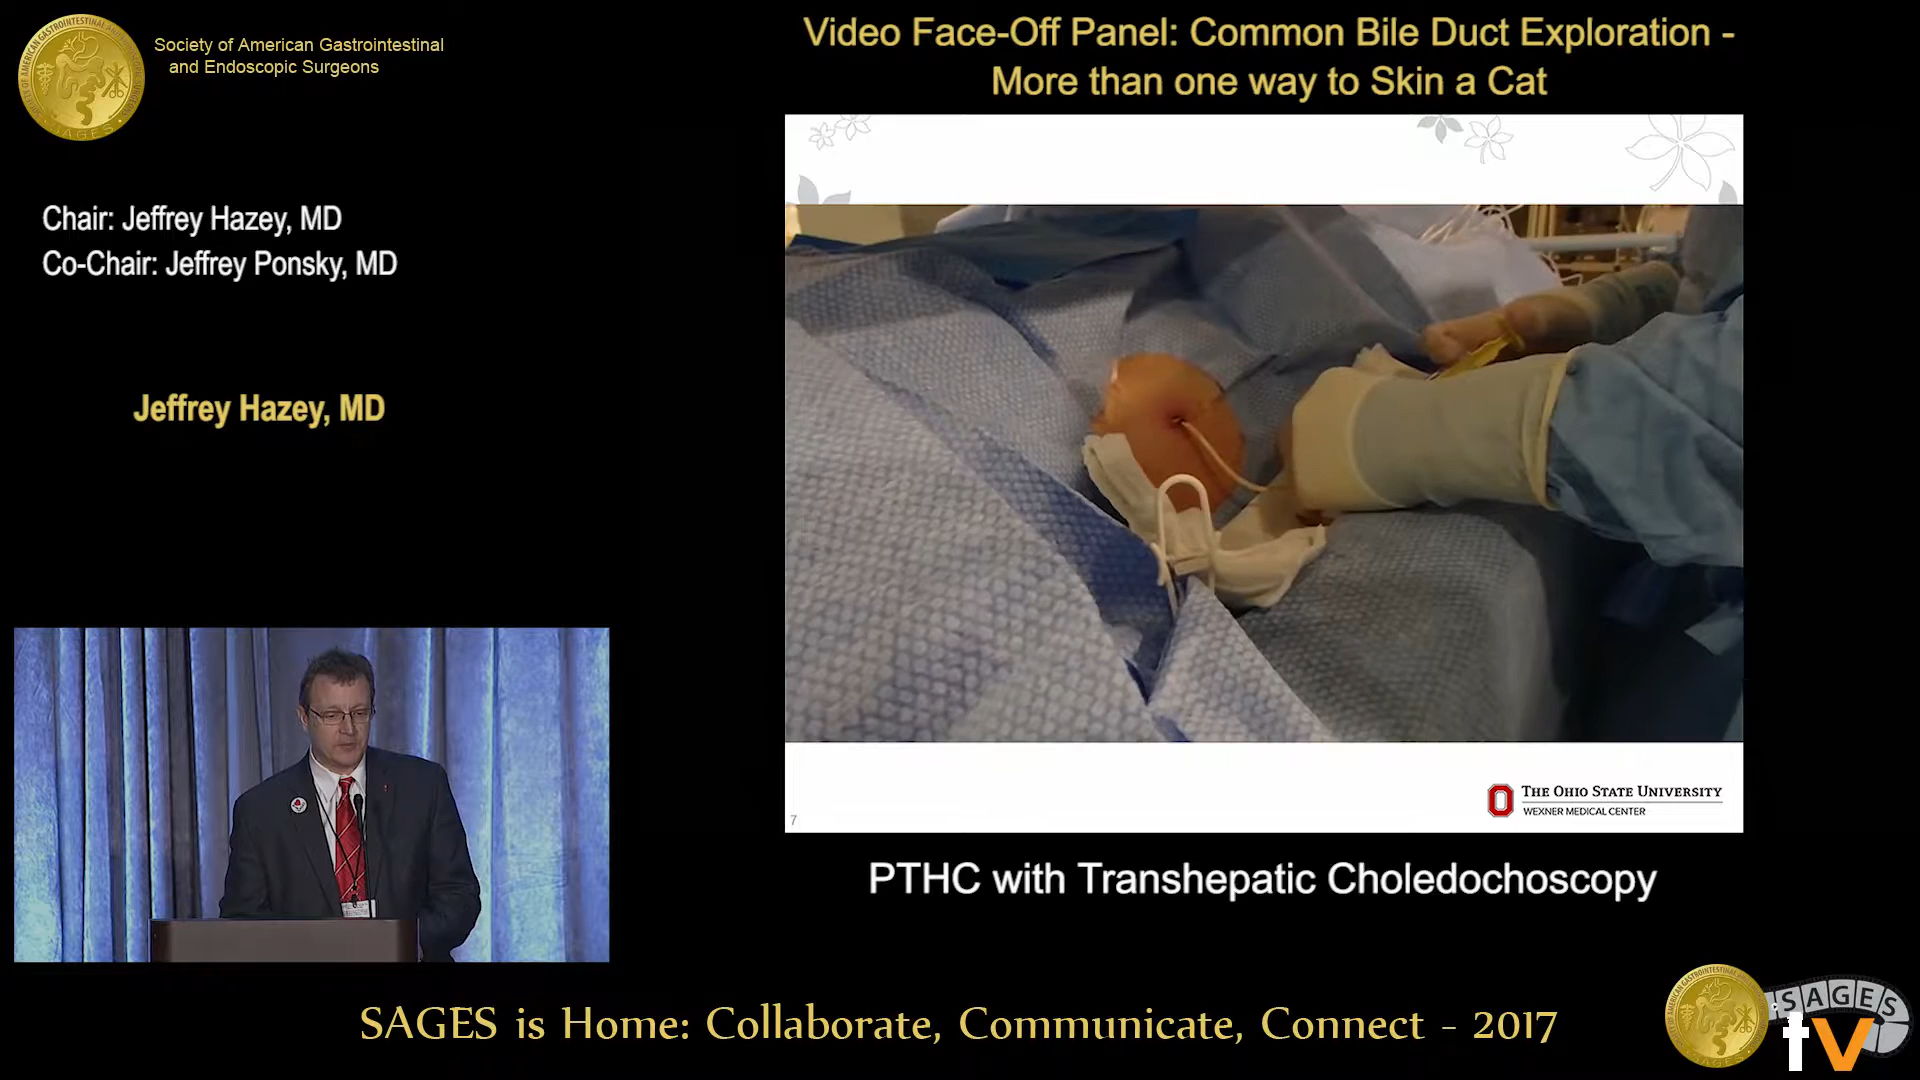 Society of American Gastrointestinal
and Endoscopic Surgeons
Video Face-Off Panel: Common Bile Duct Exploration -
More than one way to Skin a Cat
Chair: Jeffrey Hazey, MD
Co-Chair: Jeffrey Ponsky, MD
Jeffrey Hazey, MD
THE OHIO STATE UNIVERSITY
WEXNER MEDICAL CENTER
7
PTHC with Transhepatic Choledochoscopy
SAGES is Home: Collaborate, Communicate, Connect - 2017
SAGES
tv